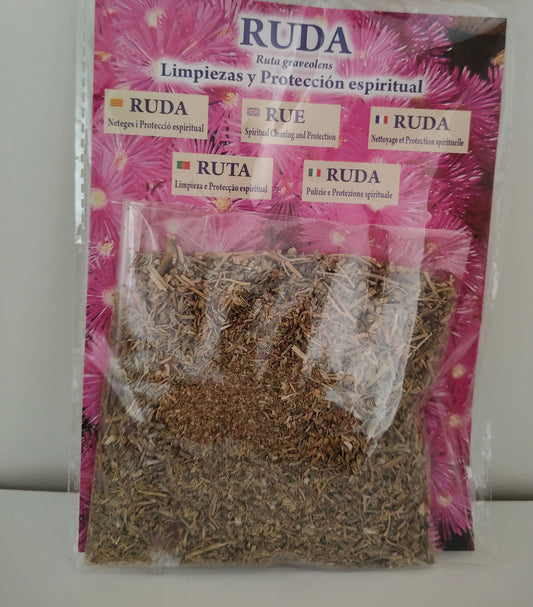 RUDA
Ruta graveolens
Limpiezas y Protección espiritual
RUDA
Neteges i Protecció espiritual
RUE
Spiritual Cleaning and Protection
RUDA
Nettoyage et Protection spirituelle
RUTA
Limpieza e Protecção espiritual
RUDA
Pulizie e Protezione spirituale